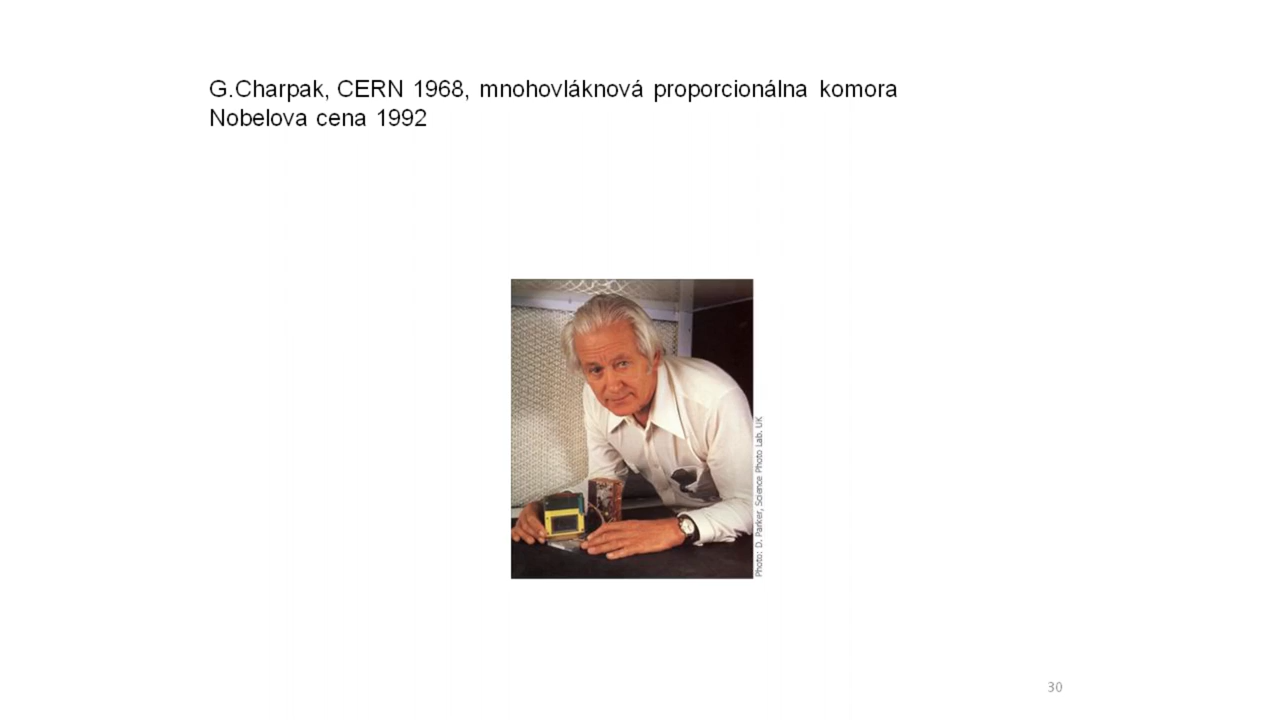 G.Charpak, CERN 1968, mnohovláknová proporcionálna komora
Nobelova cena 1992
Photo: D. Parker, Science Photo Lab. UK
30